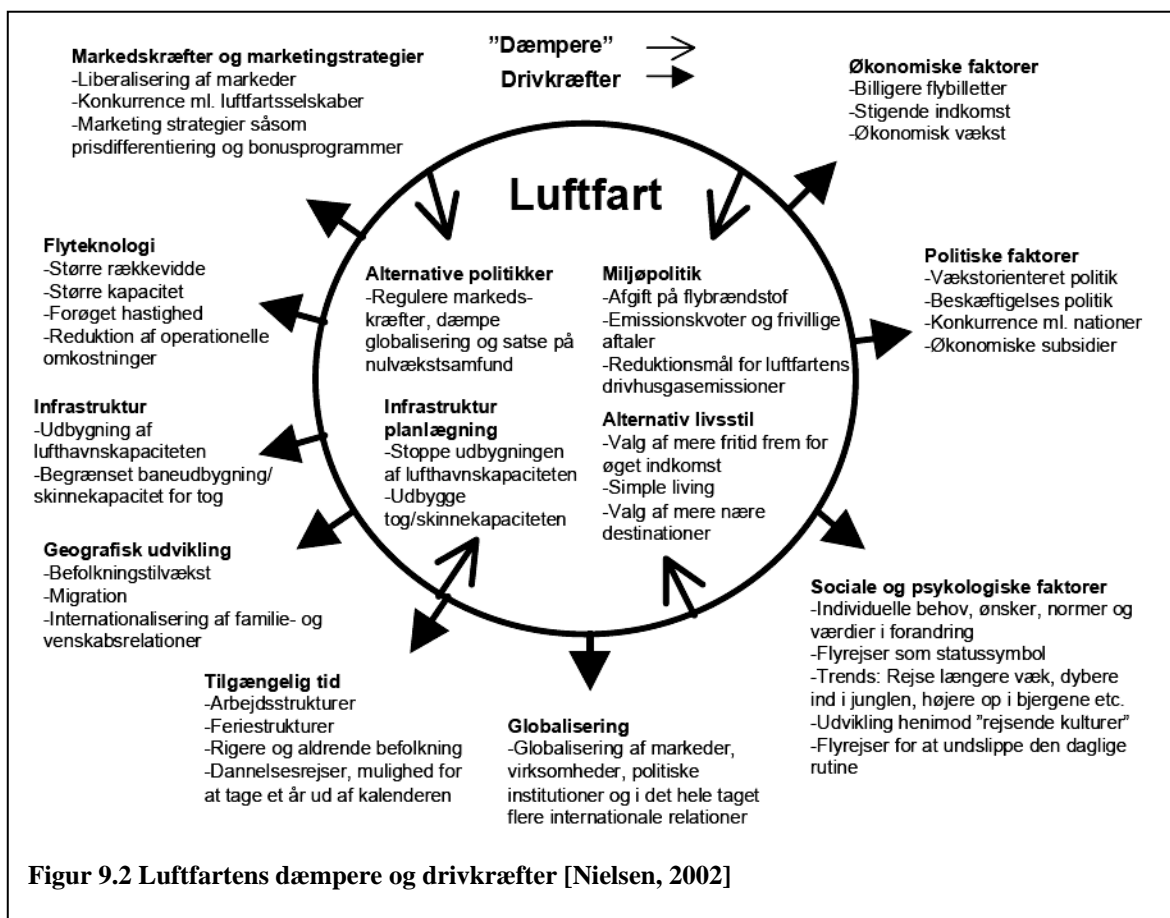 Markedskræfter og marketingstrategier
-Liberalisering af markeder
-Konkurrence ml. luftfartsselskaber
-Marketing strategier såsom
prisdifferentiering og bonusprogrammer
"Dæmpere"
Drivkræfter
Økonomiske faktorer
-Billigere flybilletter
-Stigende indkomst
-Økonomisk vækst
Luftfart
Flyteknologi
-Større rækkevidde
-Større kapacitet
-Forøget hastighed
-Reduktion af operationelle
omkostninger
Alternative politikker
-Regulere markeds-
kræfter, dæmpe
globalisering og satse på
nulvækstsamfund
Miljøpolitik
-Afgift på flybrændstof
-Emissionskvoter og frivillige
aftaler
-Reduktionsmål for luftfartens
drivhusgasemissioner
Politiske faktorer
-Vækstorienteret politik
-Beskæftigelses politik
-Konkurrence ml. nationer
-Økonomiske subsidier
Infrastruktur
-Udbygning af
lufthavnskapaciteten
-Begrænset baneudbygning/
skinnekapacitet for tog
Infrastruktur
planlægning
-Stoppe udbygningen
af lufthavnskapaciteten
-Udbygge
tog/skinnekapaciteten
Alternativ livsstil
-Valg af mere fritid frem for
øget indkomst
-Simple living
-Valg af mere nære
destinationer
Geografisk udvikling
-Befolkningstilvækst
-Migration
-Internationalisering af familie- og
venskabsrelationer
Sociale og psykologiske faktorer
-Individuelle behov, ønsker, normer og
værdier i forandring
-Flyrejser som statussymbol
-Trends: Rejse længere væk, dybere
ind i junglen, højere op i bjergene etc.
-Udvikling henimod "rejsende kulturer"
-Flyrejser for at undslippe den daglige
rutine
Tilgængelig tid
-Arbejdsstrukturer
-Feriestrukturer
-Rigere og aldrende befolkning
-Dannelsesrejser, mulighed for
at tage et år ud af kalenderen
Globalisering
-Globalisering af markeder,
virksomheder, politiske
institutioner og i det hele taget
flere internationale relationer
Figur 9.2 Luftfartens dæmpere og drivkræfter [Nielsen, 2002]